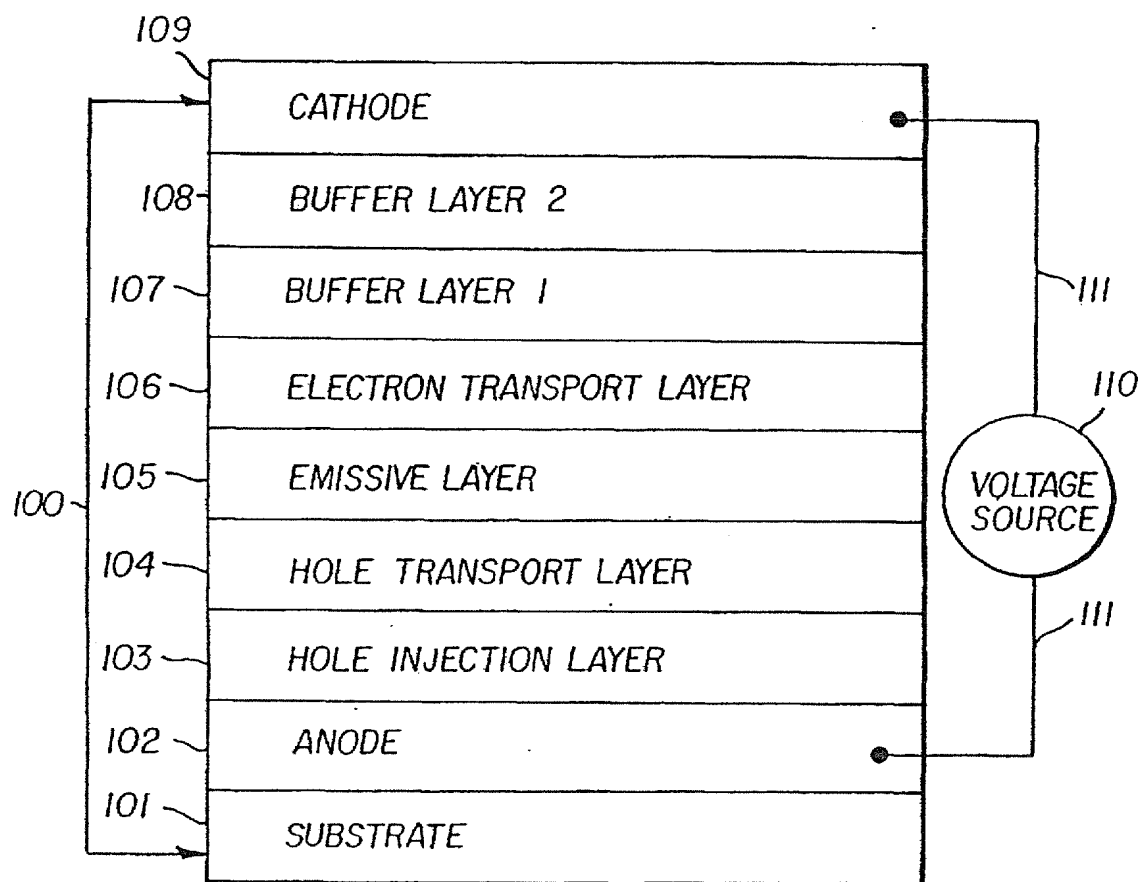 109
CATHODE
108
BUFFER LAYER 2
107
BUFFER LAYER 1
111
106
ELECTRON TRANSPORT LAYER
110
105
EMISSIVE LAYER
100
VOLTAGE
SOURCE
104
HOLE TRANSPORT LAYER
111
103
HOLE INJECTION LAYER
102
ANODE
101
SUBSTRATE